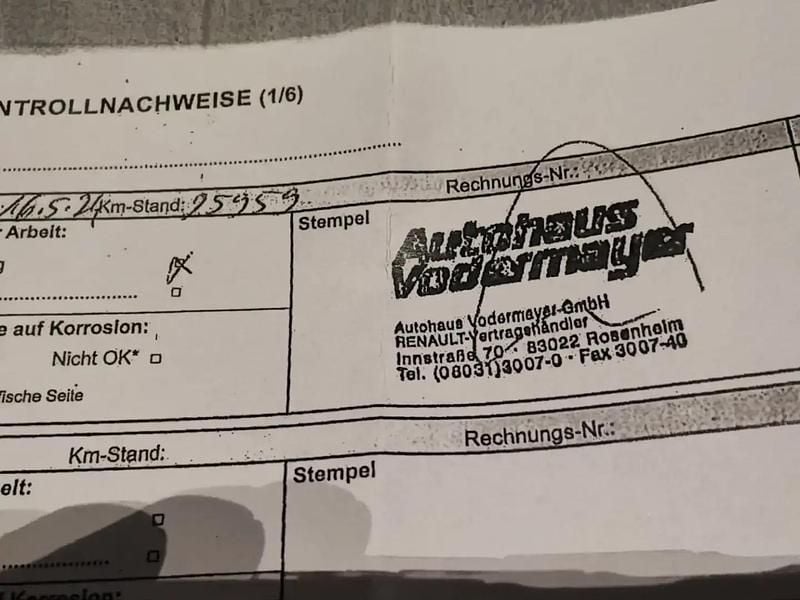 NTROLLNACHWEISE (1/6)
16.5.24 Km-Stand: 25959 Rechnungs-Nr.:
Arbeit:
g
Stempel
Autohaus
Vodermayer
Autohaus Vodermayer GmbH
RENAULT-Vertragshändler
Innstraße 70 · 83022 Rosenheim
Tel. (08031)3007-0 · Fax 3007-40
e auf Korrosion:
Nicht OK*
fische Seite
Km-Stand: Rechnungs-Nr.:
eit:
Stempel
f Korrosion: